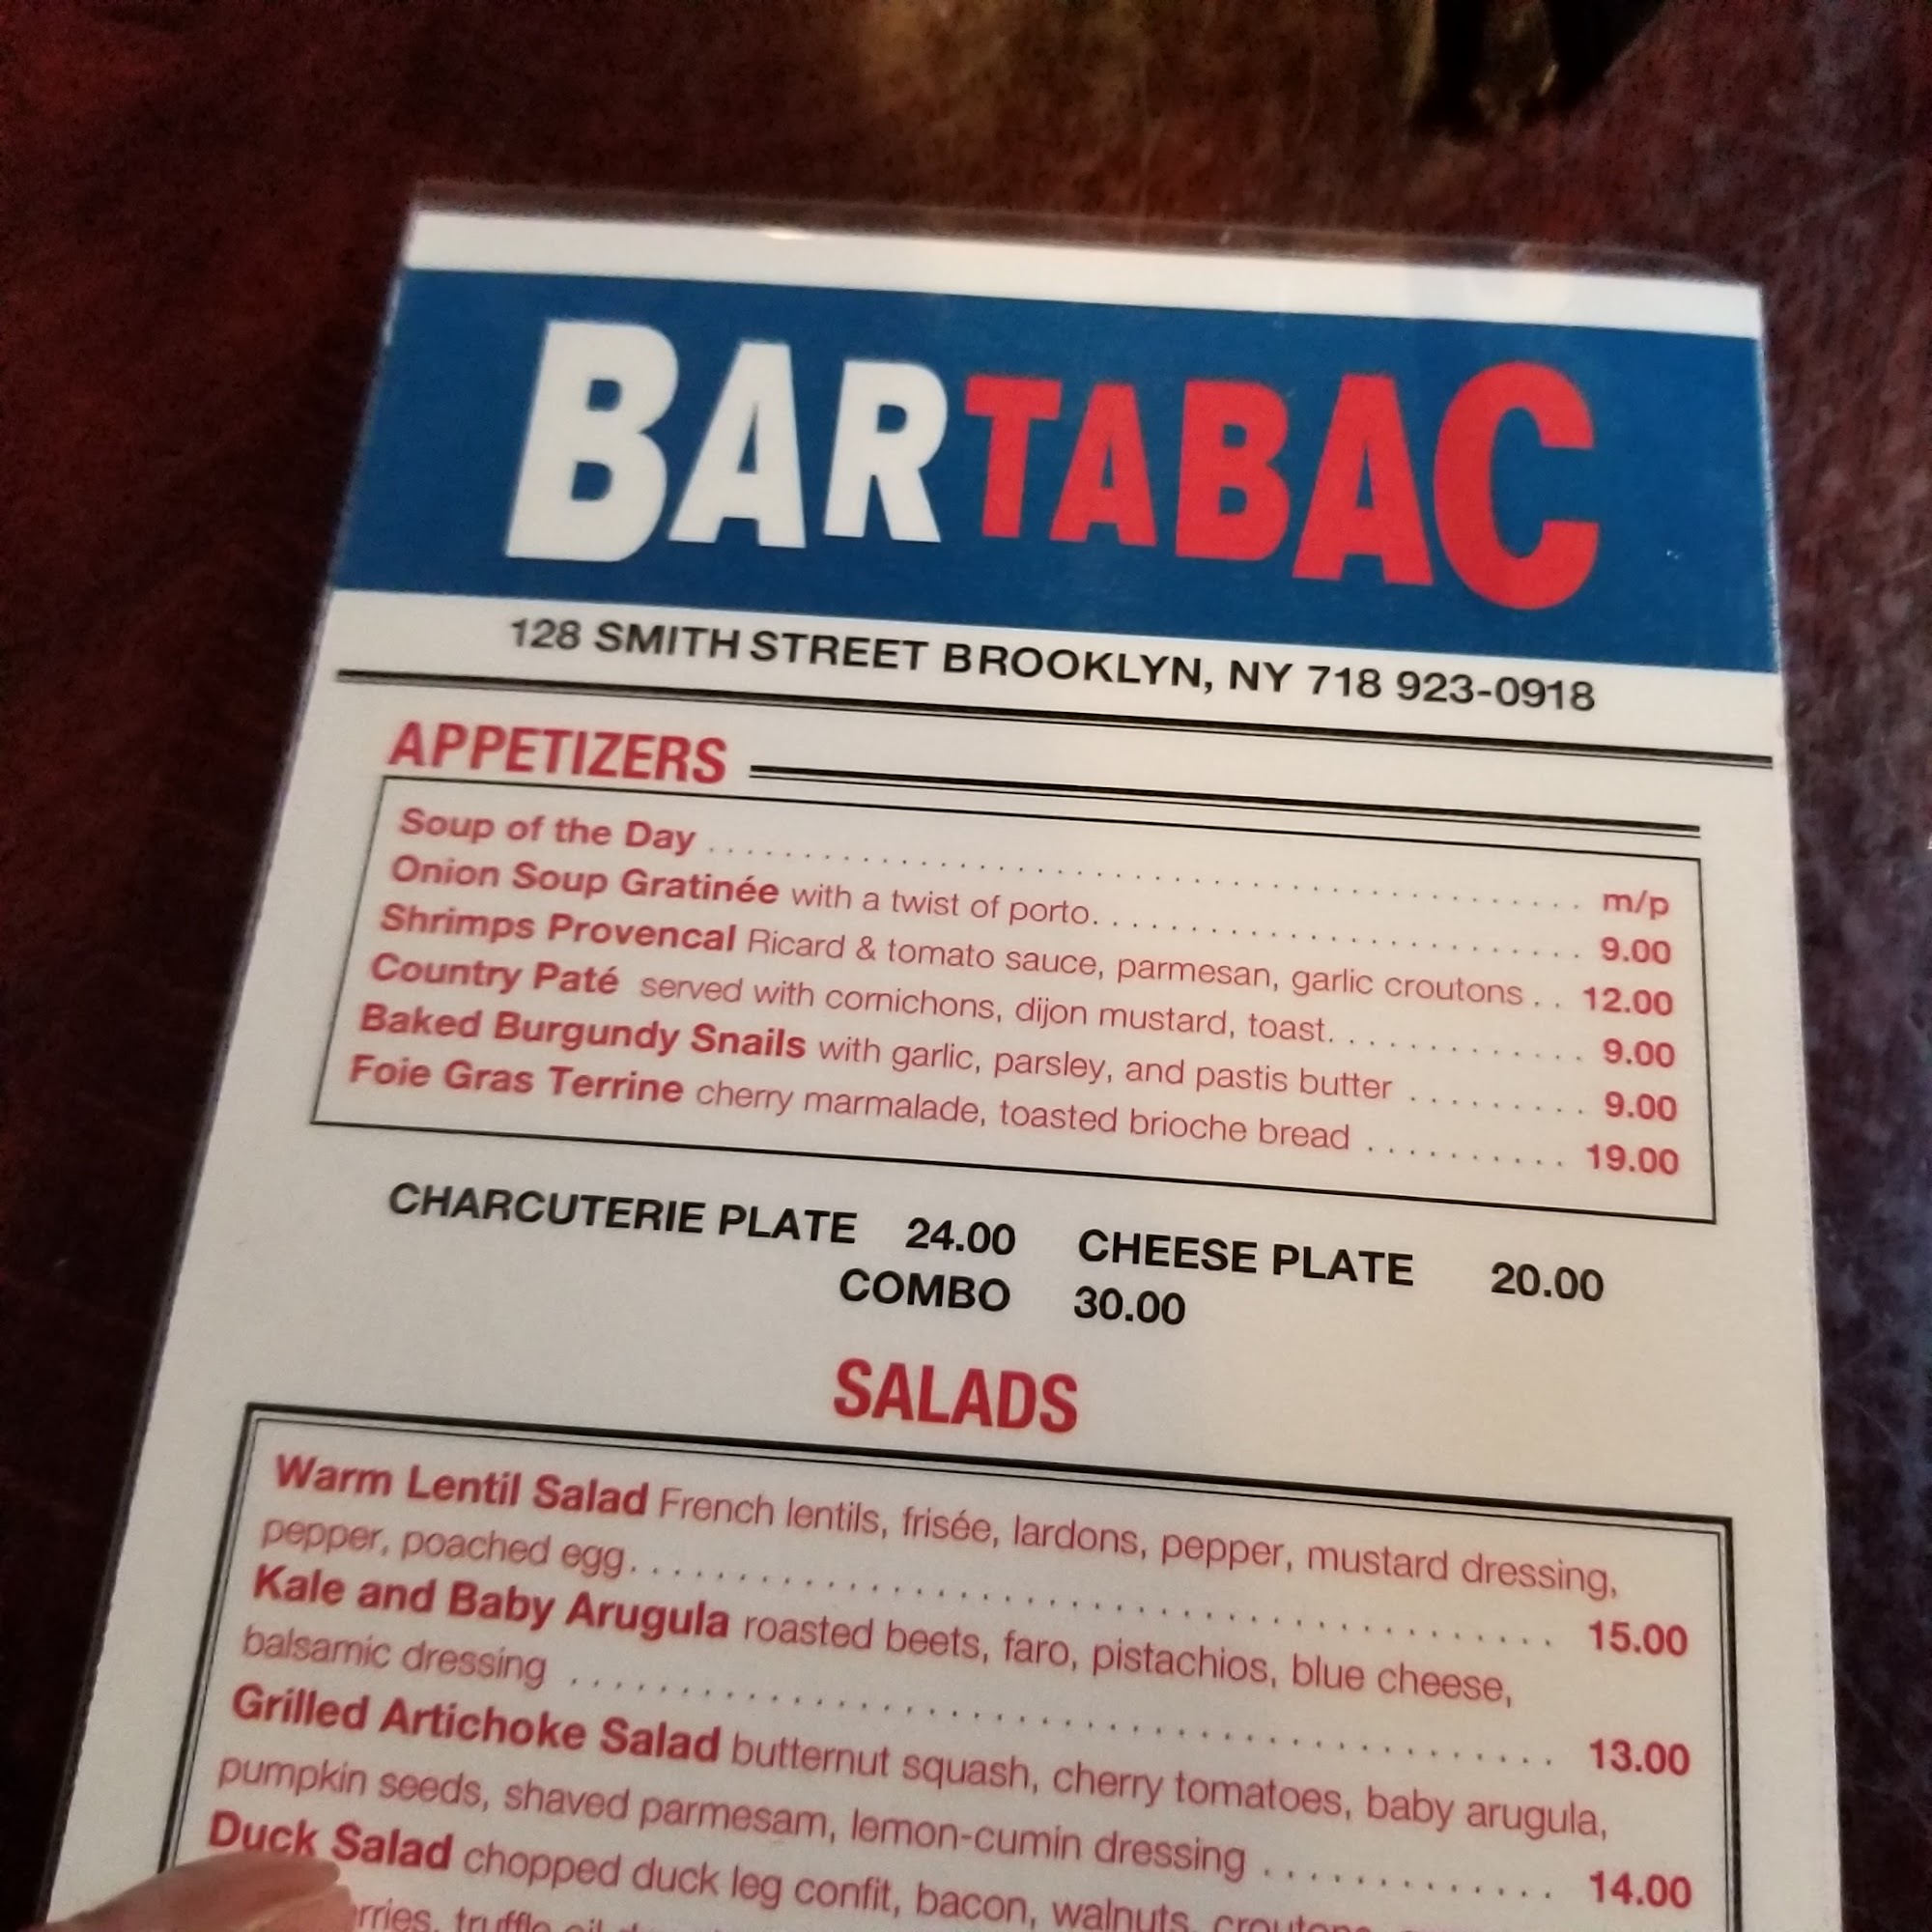 BAR TABAC
128 SMITH STREET BROOKLYN, NY 718 923-0918
APPETIZERS
Soup of the Day . . . . . . . . . . . . . . . . . . . . . . . . . . . . . . . . . . . . . . . . m/p
Onion Soup Gratinée with a twist of porto. . . . . . . . . . . . . . . . . . . . . . 9.00
Shrimps Provencal Ricard & tomato sauce, parmesan, garlic croutons . . 12.00
Country Paté served with cornichons, dijon mustard, toast. . . . . . . . . . . . 9.00
Baked Burgundy Snails with garlic, parsley, and pastis butter . . . . . . . . . 9.00
Foie Gras Terrine cherry marmalade, toasted brioche bread . . . . . . . . . . 19.00
CHARCUTERIE PLATE 24.00 CHEESE PLATE 20.00
COMBO 30.00
SALADS
Warm Lentil Salad French lentils, frisée, lardons, pepper, mustard dressing,
pepper, poached egg. . . . . . . . . . . . . . . . . . . . . . . . . . . . . . . . . . . . . . . 15.00
Kale and Baby Arugula roasted beets, faro, pistachios, blue cheese,
balsamic dressing . . . . . . . . . . . . . . . . . . . . . . . . . . . . . . . . . . . . . . . . . 13.00
Grilled Artichoke Salad butternut squash, cherry tomatoes, baby arugula,
pumpkin seeds, shaved parmesam, lemon-cumin dressing . . . . . . . . . . . . . 14.00
Duck Salad chopped duck leg confit, bacon, walnuts, croutons,
truffle oil